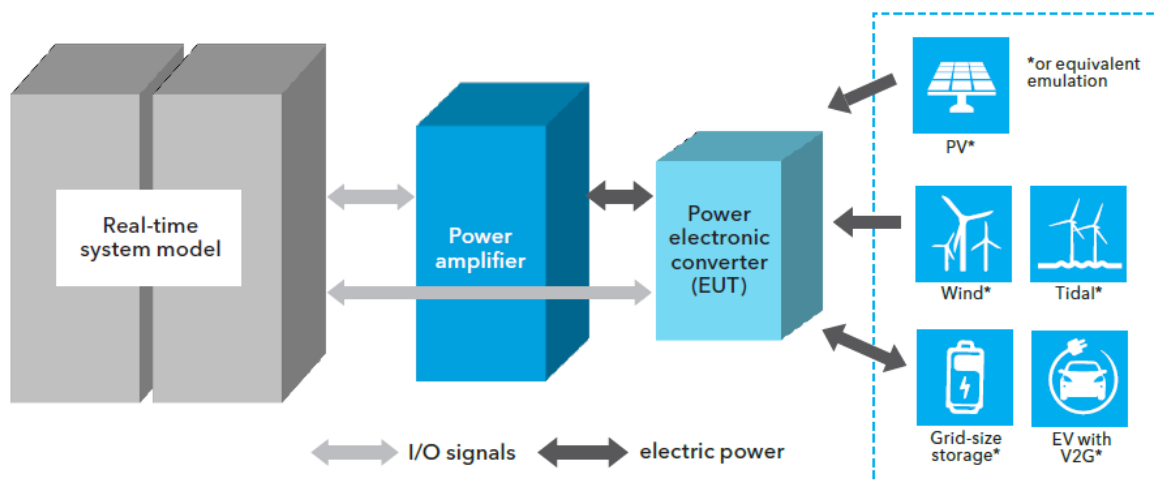 Real-time
system model
Power
amplifier
Power
electronic
converter
(EUT)
*or equivalent
emulation
PV*
Wind*
Tidal*
Grid-size
storage*
EV with
V2G*
I/O signals
electric power